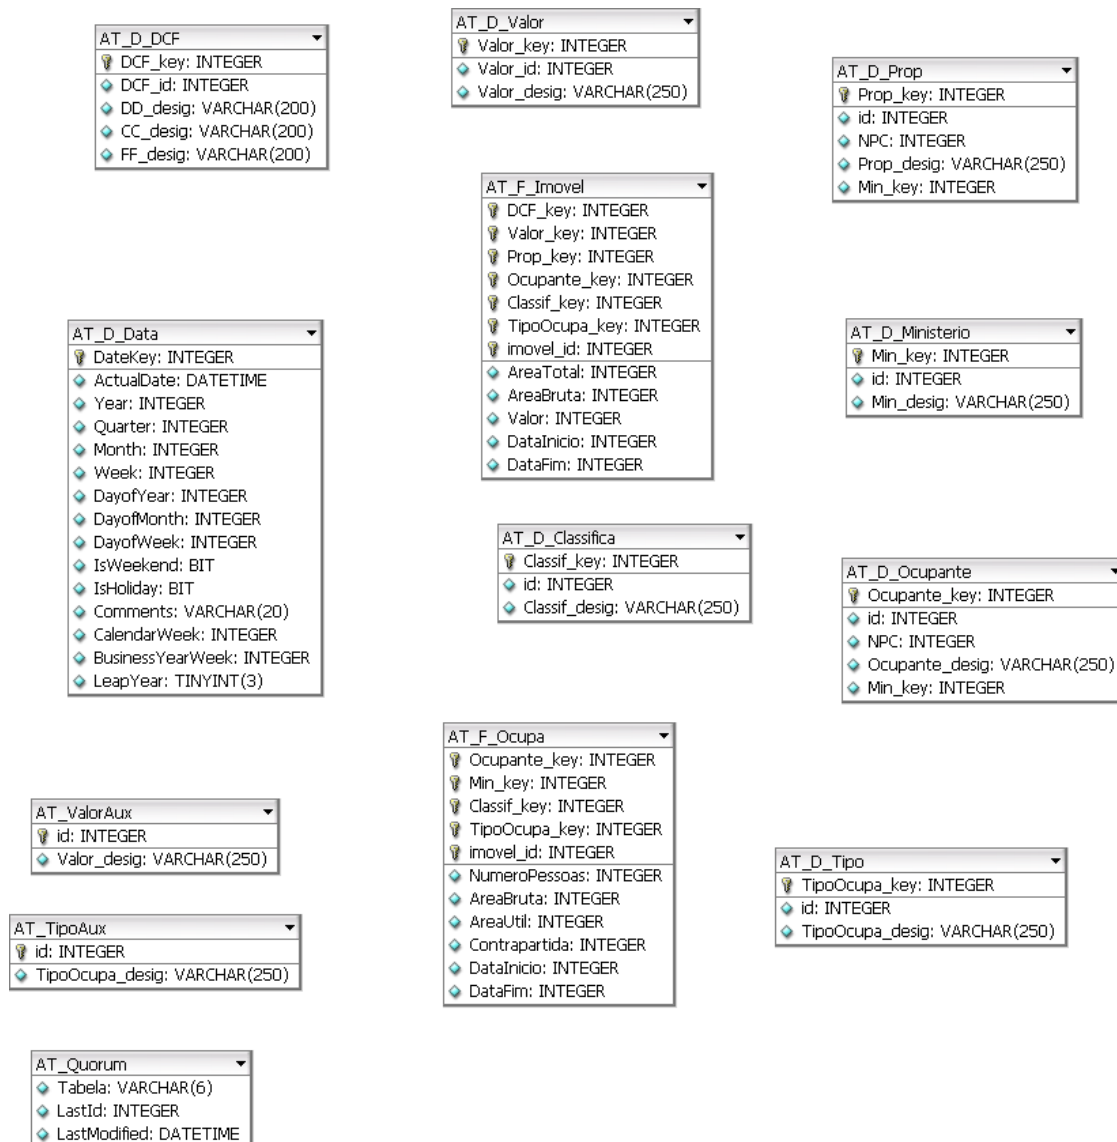 AT_D_DCF
DCF_key: INTEGER
DCF_id: INTEGER
DD_desig: VARCHAR(200)
CC_desig: VARCHAR(200)
FF_desig: VARCHAR(200)
AT_D_Valor
Valor_key: INTEGER
Valor_id: INTEGER
Valor_desig: VARCHAR(250)
AT_D_Prop
Prop_key: INTEGER
id: INTEGER
NPC: INTEGER
Prop_desig: VARCHAR(250)
Min_key: INTEGER
AT_F_Imovel
DCF_key: INTEGER
Valor_key: INTEGER
Prop_key: INTEGER
Ocupante_key: INTEGER
Classif_key: INTEGER
TipoOcupa_key: INTEGER
imovel_id: INTEGER
AreaTotal: INTEGER
AreaBruta: INTEGER
Valor: INTEGER
DataInicio: INTEGER
DataFim: INTEGER
AT_D_Data
DateKey: INTEGER
ActualDate: DATETIME
Year: INTEGER
Quarter: INTEGER
Month: INTEGER
Week: INTEGER
DayofYear: INTEGER
DayofMonth: INTEGER
DayofWeek: INTEGER
IsWeekend: BIT
IsHoliday: BIT
Comments: VARCHAR(20)
CalendarWeek: INTEGER
BusinessYearWeek: INTEGER
LeapYear: TINYINT(3)
AT_D_Ministerio
Min_key: INTEGER
id: INTEGER
Min_desig: VARCHAR(250)
AT_D_Classifica
Classif_key: INTEGER
id: INTEGER
Classif_desig: VARCHAR(250)
AT_D_Ocupante
Ocupante_key: INTEGER
id: INTEGER
NPC: INTEGER
Ocupante_desig: VARCHAR(250)
Min_key: INTEGER
AT_F_Ocupa
Ocupante_key: INTEGER
Min_key: INTEGER
Classif_key: INTEGER
TipoOcupa_key: INTEGER
imovel_id: INTEGER
NumeroPessoas: INTEGER
AreaBruta: INTEGER
AreaUtil: INTEGER
Contrapartida: INTEGER
DataInicio: INTEGER
DataFim: INTEGER
AT_ValorAux
id: INTEGER
Valor_desig: VARCHAR(250)
AT_D_Tipo
TipoOcupa_key: INTEGER
id: INTEGER
TipoOcupa_desig: VARCHAR(250)
AT_TipoAux
id: INTEGER
TipoOcupa_desig: VARCHAR(250)
AT_Quorum
Tabela: VARCHAR(6)
LastId: INTEGER
LastModified: DATETIME